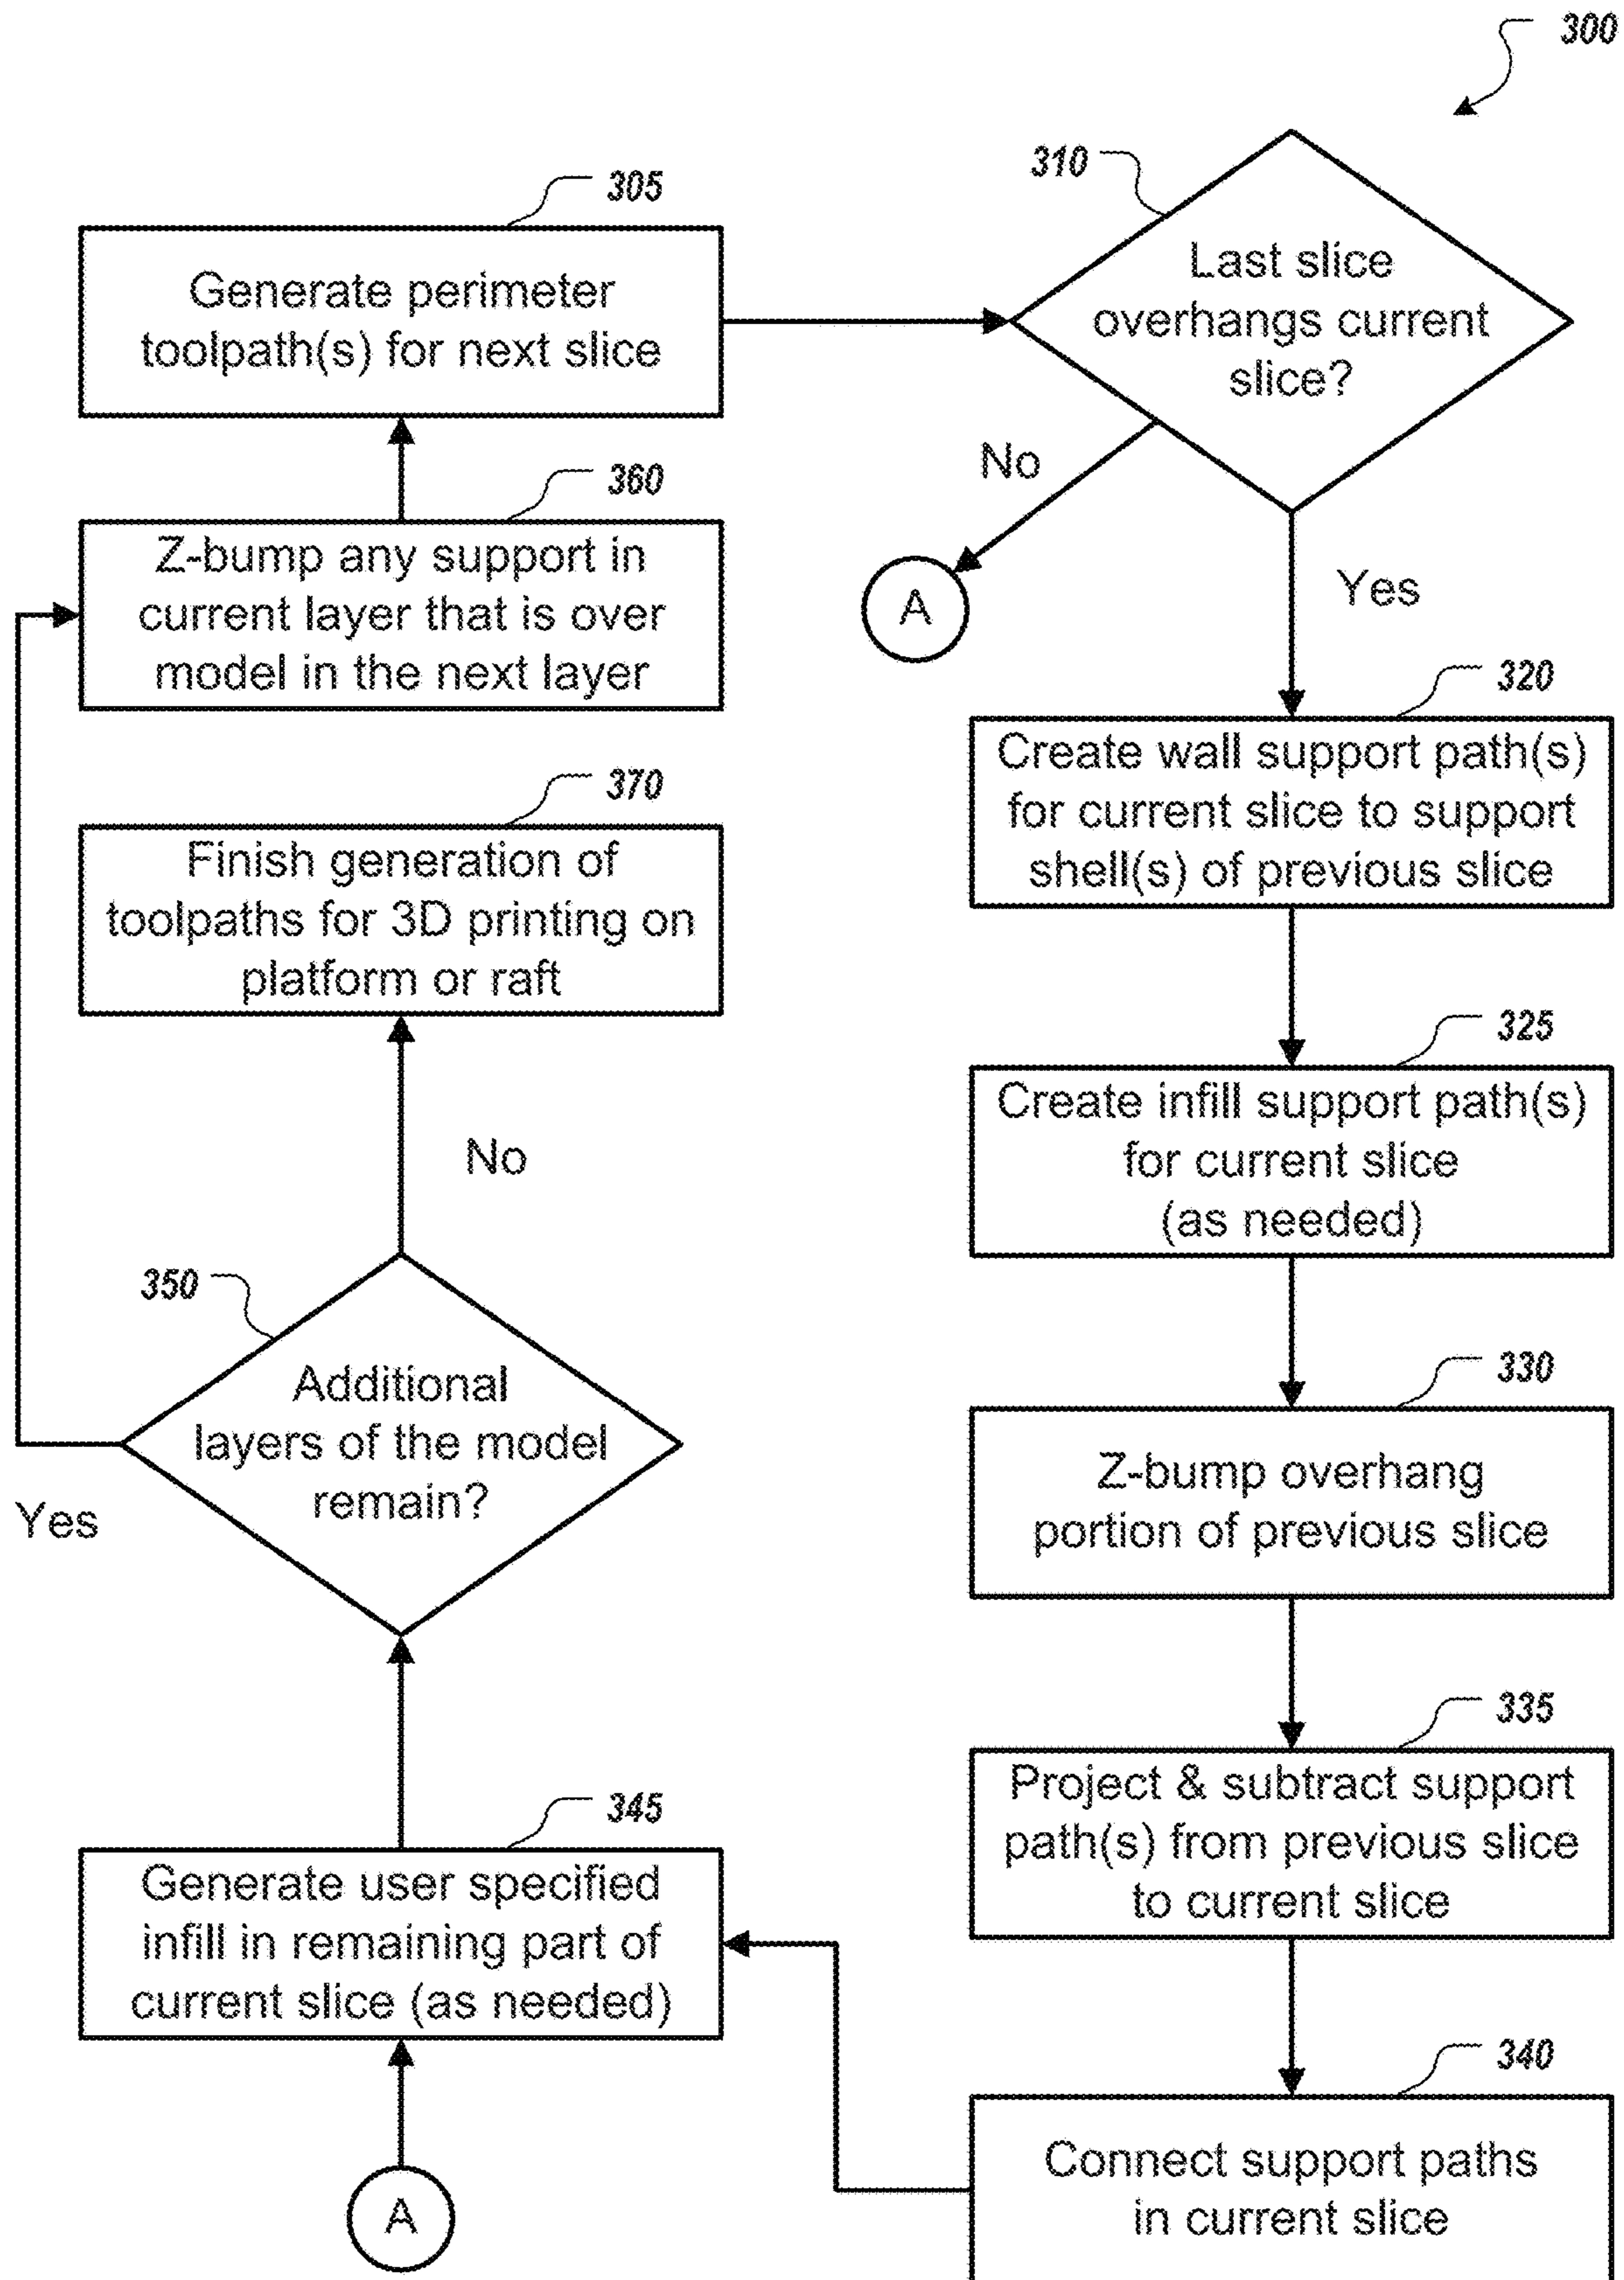 300
305
Generate perimeter
toolpath(s) for next slice
310
Last slice
overhangs current
slice?
No
A
Yes
360
Z-bump any support in
current layer that is over
model in the next layer
320
Create wall support path(s)
for current slice to support
shell(s) of previous slice
370
Finish generation of
toolpaths for 3D printing on
platform or raft
325
Create infill support path(s)
for current slice
(as needed)
No
350
Additional
layers of the model
remain?
Yes
330
Z-bump overhang
portion of previous slice
335
Project & subtract support
path(s) from previous slice
to current slice
345
Generate user specified
infill in remaining part of
current slice (as needed)
340
Connect support paths
in current slice
A